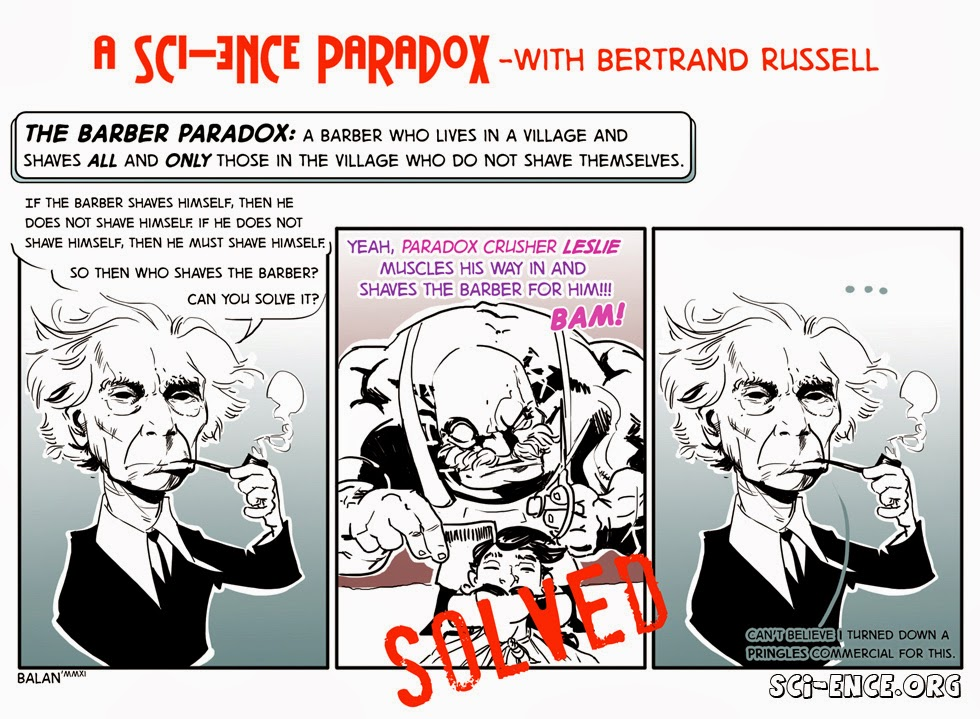 A SCI-ENCE PARADOX -WITH BERTRAND RUSSELL
THE BARBER PARADOX: A BARBER WHO LIVES IN A VILLAGE AND
SHAVES ALL AND ONLY THOSE IN THE VILLAGE WHO DO NOT SHAVE THEMSELVES.
IF THE BARBER SHAVES HIMSELF, THEN HE
DOES NOT SHAVE HIMSELF. IF HE DOES NOT
SHAVE HIMSELF, THEN HE MUST SHAVE HIMSELF.
SO THEN WHO SHAVES THE BARBER?
CAN YOU SOLVE IT?
YEAH, PARADOX CRUSHER LESLIE
MUSCLES HIS WAY IN AND
SHAVES THE BARBER FOR HIM!!!
BAM!
SOLVED
...
CAN'T BELIEVE I TURNED DOWN A
PRINGLES COMMERCIAL FOR THIS.
BALAN 'MMXI
SCI-ENCE.ORG